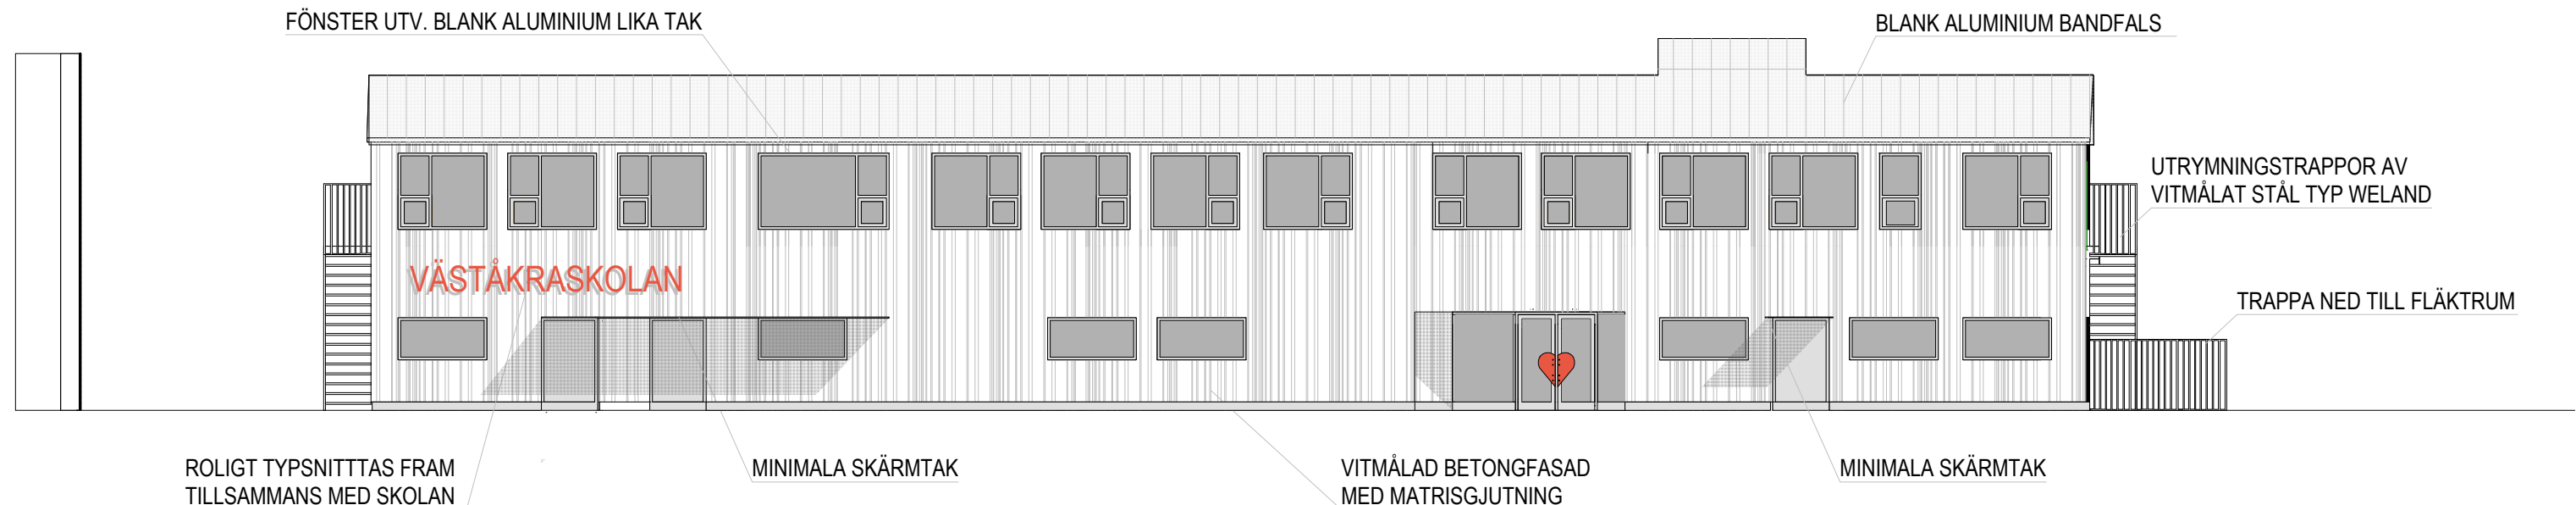 FÖNSTER UTV. BLANK ALUMINIUM LIKA TAK
BLANK ALUMINIUM BANDFALS
UTRYMNINGSTRAPPOR AV
VITMÅLAT STÅL TYP WELAND
VÄSTÅKRASKOLAN
TRAPPA NED TILL FLÄKTRUM
ROLIGT TYPSNITTTAS FRAM
TILLSAMMANS MED SKOLAN
MINIMALA SKÄRMTAK
VITMÅLAD BETONGFASAD
MED MATRISGJUTNING
MINIMALA SKÄRMTAK